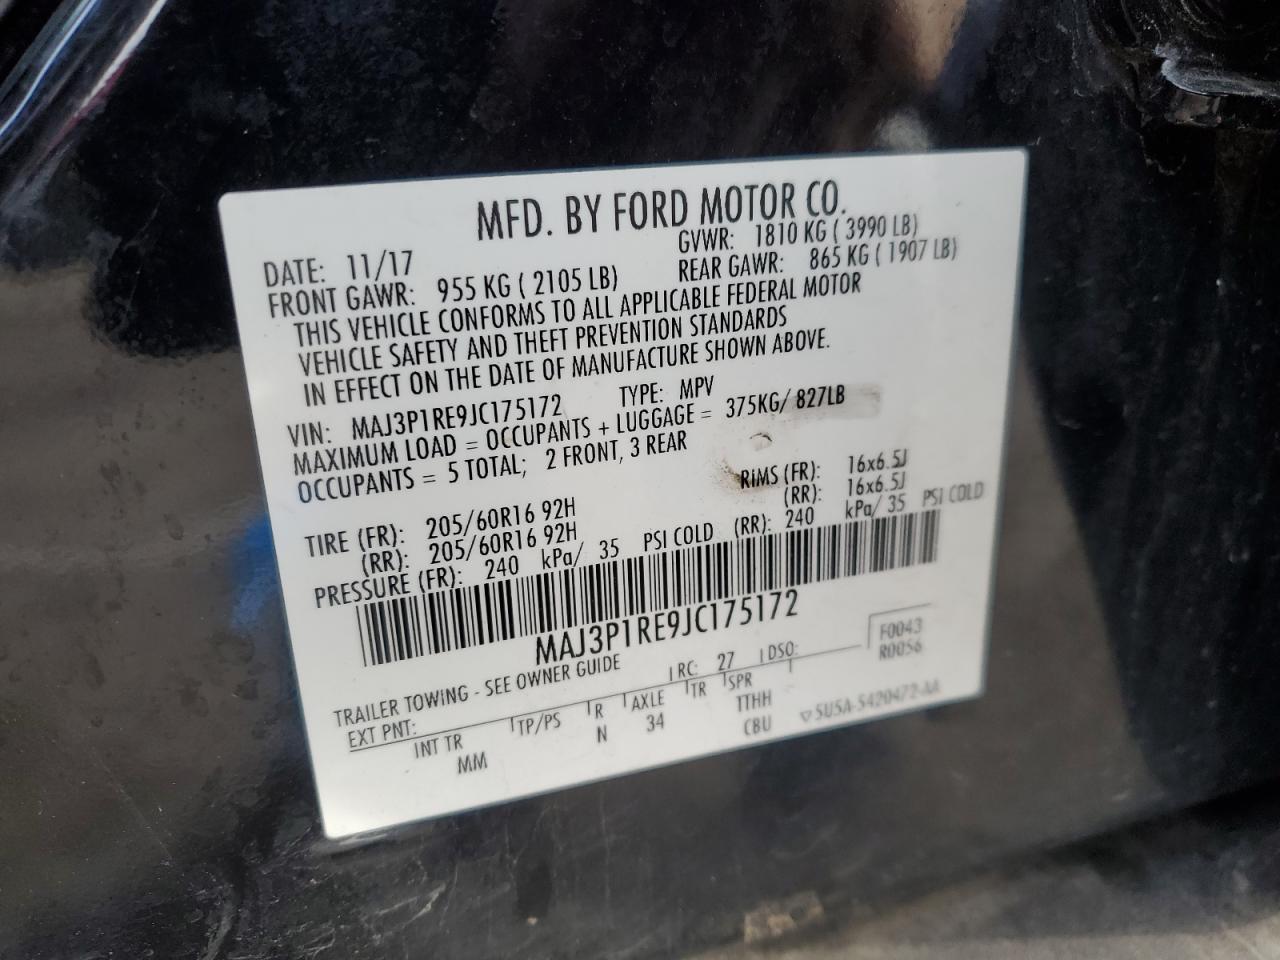 MFD. BY FORD MOTOR CO.
DATE: 11/17 GVWR: 1810 KG ( 3990 LB)
FRONT GAWR: 955 KG ( 2105 LB) REAR GAWR: 865 KG ( 1907 LB)
THIS VEHICLE CONFORMS TO ALL APPLICABLE FEDERAL MOTOR
VEHICLE SAFETY AND THEFT PREVENTION STANDARDS
IN EFFECT ON THE DATE OF MANUFACTURE SHOWN ABOVE.
VIN: MAJ3P1RE9JC175172 TYPE: MPV
MAXIMUM LOAD = OCCUPANTS + LUGGAGE = 375KG/ 827LB
OCCUPANTS = 5 TOTAL; 2 FRONT, 3 REAR
TIRE (FR): 205/60R16 92H RIMS (FR): 16x6.5J
(RR): 205/60R16 92H (RR): 16x6.5J
PRESSURE (FR): 240 kPa/ 35 PSI COLD (RR): 240 kPa/ 35 PSI COLD
MAJ3P1RE9JC175172
TRAILER TOWING - SEE OWNER GUIDE
EXT PNT: RC: 27 DSO: F0043
R0056
INT TR TP/PS R AXLE TR SPR
MM N 34 TTHH
CBU
▽5U5A-5420472-AA